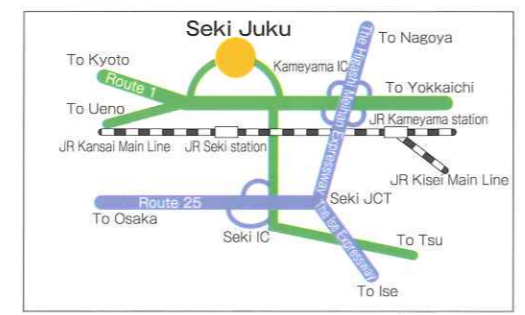 Seki Juku
To Nagoya
To Kyoto
Kameyama IC
Route 1
To Yokkaichi
To Ueno
JR Kameyama station
JR Kansai Main Line
JR Seki station
The Higashi Meihan Expressway
JR Kisei Main Line
Route 25
Seki JCT
To Osaka
Seki IC
The Ise Expressway
To Tsu
To Ise